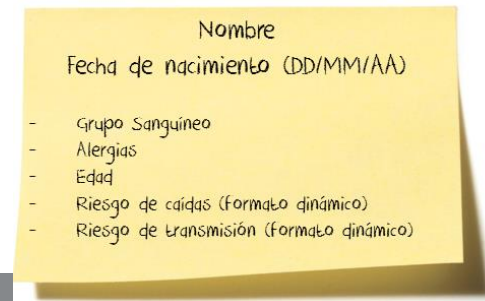 Nombre
Fecha de nacimiento (DD/MM/AA)
- Grupo Sanguíneo
- Alergias
- Edad
- Riesgo de caídas (formato dinámico)
- Riesgo de transmisión (formato dinámico)